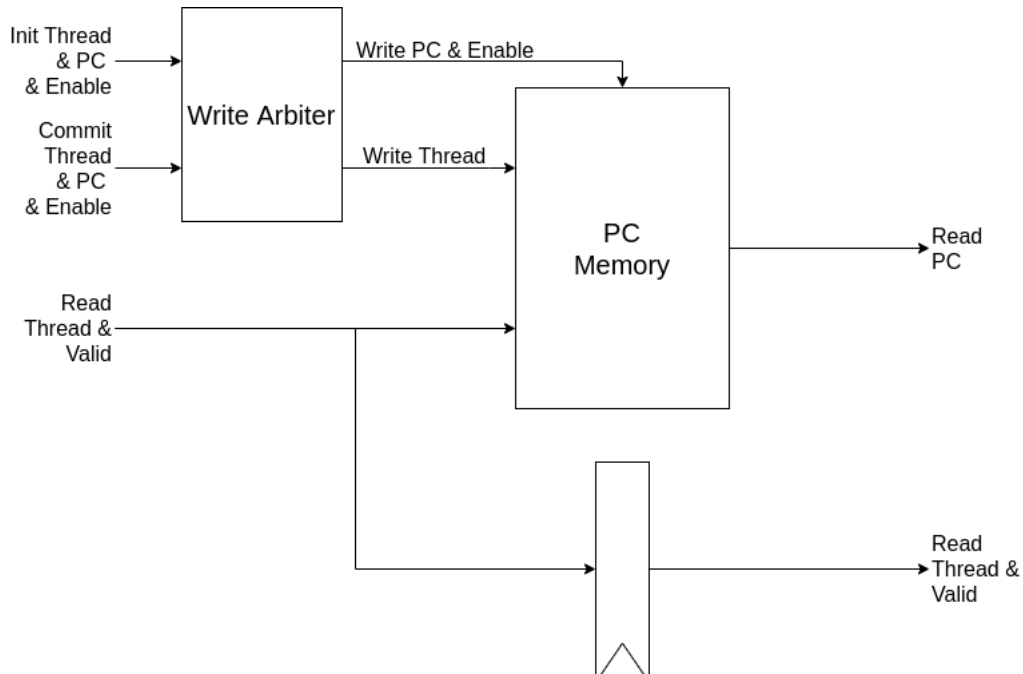 Init Thread
& PC
& Enable
Write PC & Enable
Write Arbiter
Commit
Thread
& PC
& Enable
Write Thread
PC
Memory
Read
PC
Read
Thread &
Valid
Read
Thread &
Valid